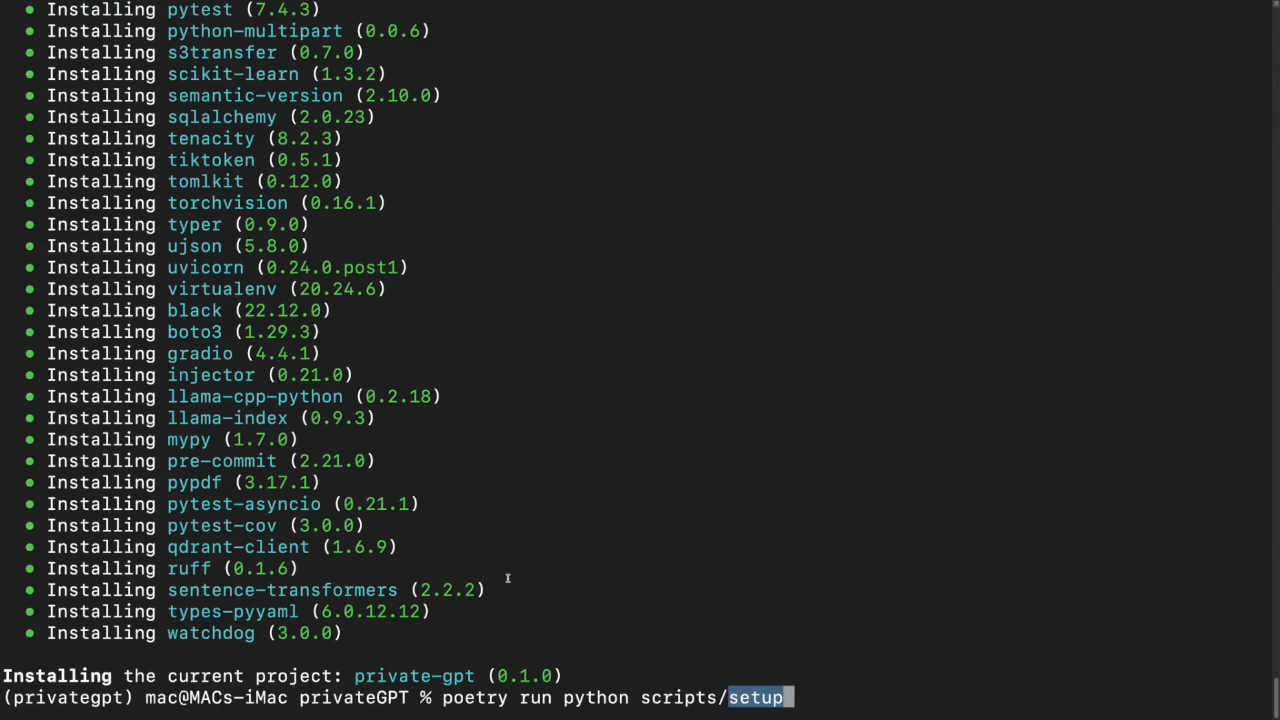 • Installing pytest (7.4.3)
• Installing python-multipart (0.0.6)
• Installing s3transfer (0.7.0)
• Installing scikit-learn (1.3.2)
• Installing semantic-version (2.10.0)
• Installing sqlalchemy (2.0.23)
• Installing tenacity (8.2.3)
• Installing tiktoken (0.5.1)
• Installing tomlkit (0.12.0)
• Installing torchvision (0.16.1)
• Installing typer (0.9.0)
• Installing ujson (5.8.0)
• Installing uvicorn (0.24.0.post1)
• Installing virtualenv (20.24.6)
• Installing black (22.12.0)
• Installing boto3 (1.29.3)
• Installing gradio (4.4.1)
• Installing injector (0.21.0)
• Installing llama-cpp-python (0.2.18)
• Installing llama-index (0.9.3)
• Installing mypy (1.7.0)
• Installing pre-commit (2.21.0)
• Installing pypdf (3.17.1)
• Installing pytest-asyncio (0.21.1)
• Installing pytest-cov (3.0.0)
• Installing qdrant-client (1.6.9)
• Installing ruff (0.1.6)
• Installing sentence-transformers (2.2.2)
• Installing types-pyyaml (6.0.12.12)
• Installing watchdog (3.0.0)
Installing the current project: private-gpt (0.1.0)
(privategpt) mac@MACs-iMac privateGPT % poetry run python scripts/setup